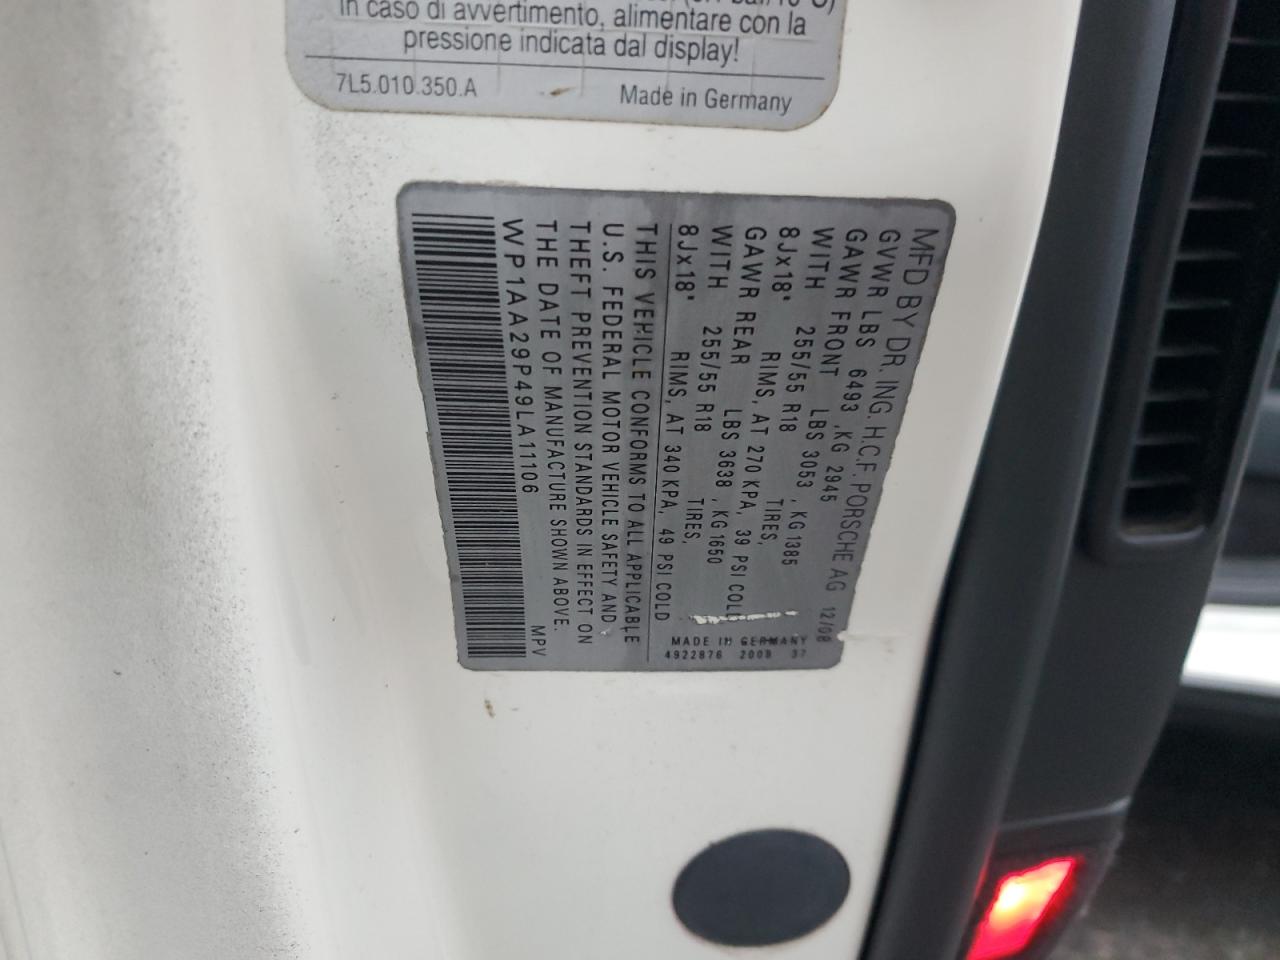 in caso di avvertimento, alimentare con la
pressione indicata dal display!
7L5.010.350.A Made in Germany
MFD BY DR. ING. H.C.F. PORSCHE AG 12/08
GVWR LBS 6493 ,KG 2945
GAWR FRONT LBS 3053 , KG 1385
WITH 255/55 R18 TIRES,
8Jx18" RIMS, AT 270 KPA, 39 PSI COLD
GAWR REAR LBS 3638 , KG 1650
WITH 255/55 R18 TIRES,
8Jx18" RIMS, AT 340 KPA, 49 PSI COLD
THIS VEHICLE CONFORMS TO ALL APPLICABLE
U.S. FEDERAL MOTOR VEHICLE SAFETY AND
THEFT PREVENTION STANDARDS IN EFFECT ON
THE DATE OF MANUFACTURE SHOWN ABOVE.
WP1AA29P49LA11106 MPV
MADE IN GERMANY
4922876 2008 37